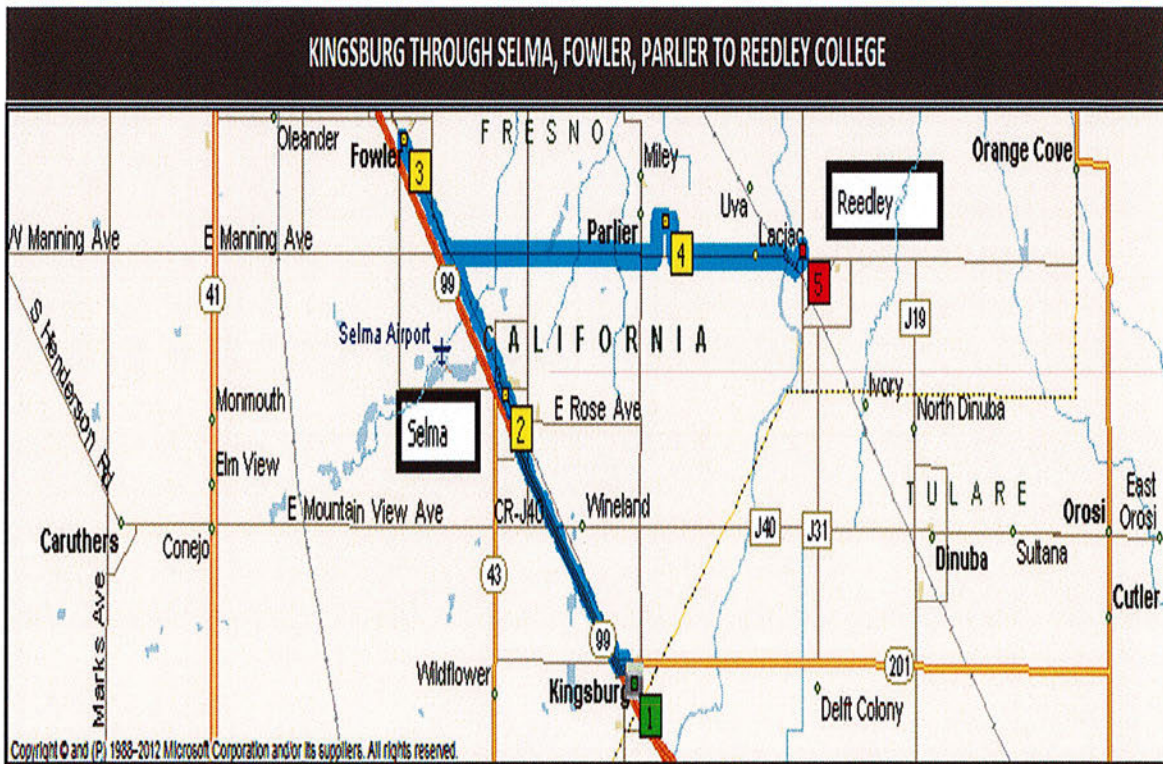 KINGSBURG THROUGH SELMA, FOWLER, PARLIER TO REEDLEY COLLEGE
FRESNO
Oleander
Fowler
3
Miley
Orange Cove
Uva
Reedley
W Manning Ave
E Manning Ave
Parlier
4
Laciac
5
41
99
S Henderson Rd
Selma Airport
CALIFORNIA
J19
Ivory
Monmouth
E Rose Ave
North Dinuba
Selma
2
Elm View
TULARE
E Mountain View Ave
CR-J40
Wineland
J40
J31
Orosi
East
Orosi
Caruthers
Conejo
Dinuba
Sultana
43
Marks Ave
Cutler
99
Wildflower
201
Kingsburg
1
Delft Colony
Copyright © and (P) 1988–2012 Microsoft Corporation and/or its suppliers. All rights reserved.